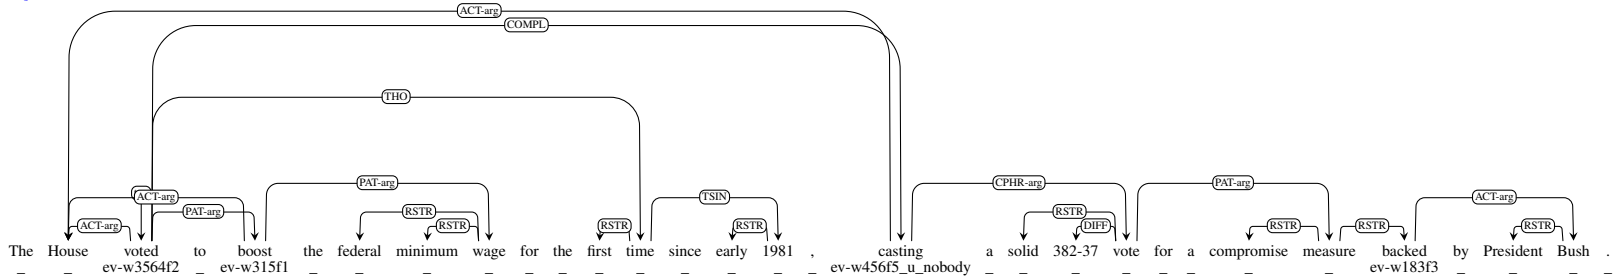 ACT-arg
COMPL
THO
PAT-arg CPHR-arg PAT-arg
ACT-arg TSIN ACT-arg
PAT-arg RSTR RSTR
ACT-arg RSTR RSTR RSTR DIFF RSTR RSTR RSTR
The House voted to boost the federal minimum wage for the first time since early 1981 , casting a solid 382-37 vote for a compromise measure backed by President Bush .
_ _ ev-w3564f2 _ ev-w315f1 _ _ _ _ _ _ _ _ _ _ _ _ ev-w456f5_u_nobody _ _ _ _ _ _ _ _ ev-w183f3 _ _ _ _